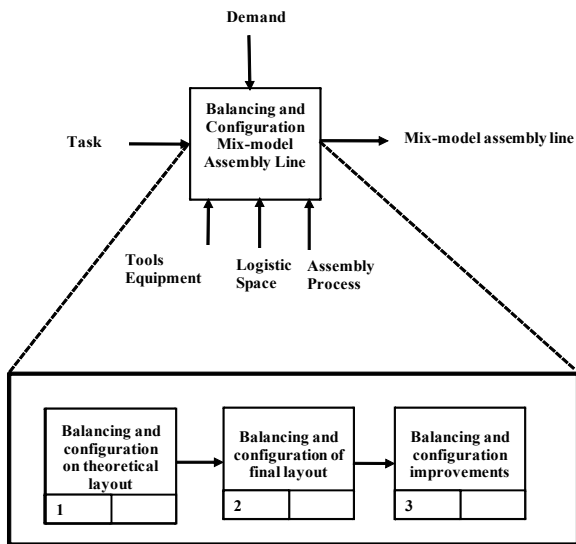 Demand
Balancing and
Configuration
Mix-model
Assembly Line
Task
Mix-model assembly line
Tools
Equipment
Logistic
Space
Assembly
Process
Balancing and
configuration
on theoretical
layout
1
Balancing and
configuration of
final layout
2
Balancing and
configuration
improvements
3